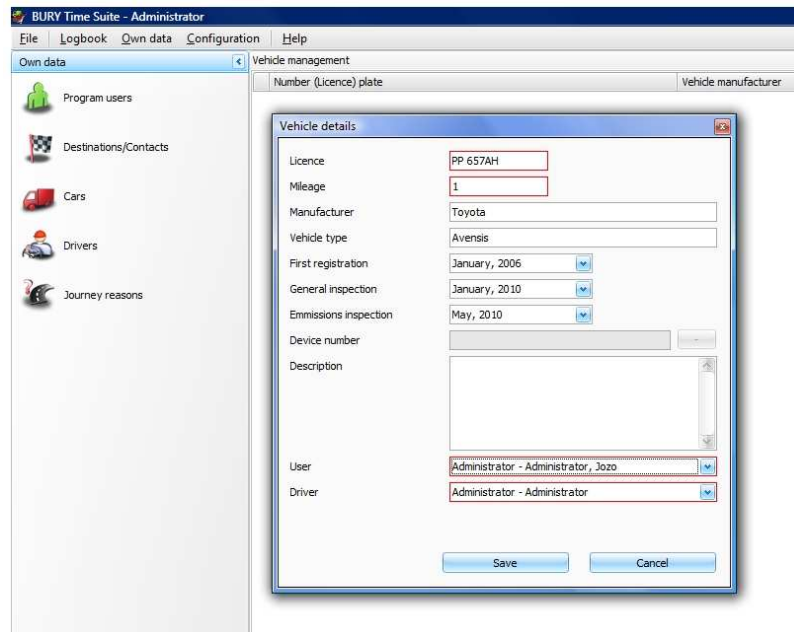 BURY Time Suite - Administrator
File Logbook Own data Configuration Help
Own data
Vehicle management
Number (Licence) plate Vehicle manufacturer
Program users
Destinations/Contacts
Cars
Drivers
Journey reasons
Vehicle details
Licence PP 657AH
Mileage 1
Manufacturer Toyota
Vehicle type Avensis
First registration January, 2006
General inspection January, 2010
Emmissions inspection May, 2010
Device number
Description
User Administrator - Administrator, Jozo
Driver Administrator - Administrator
Save Cancel